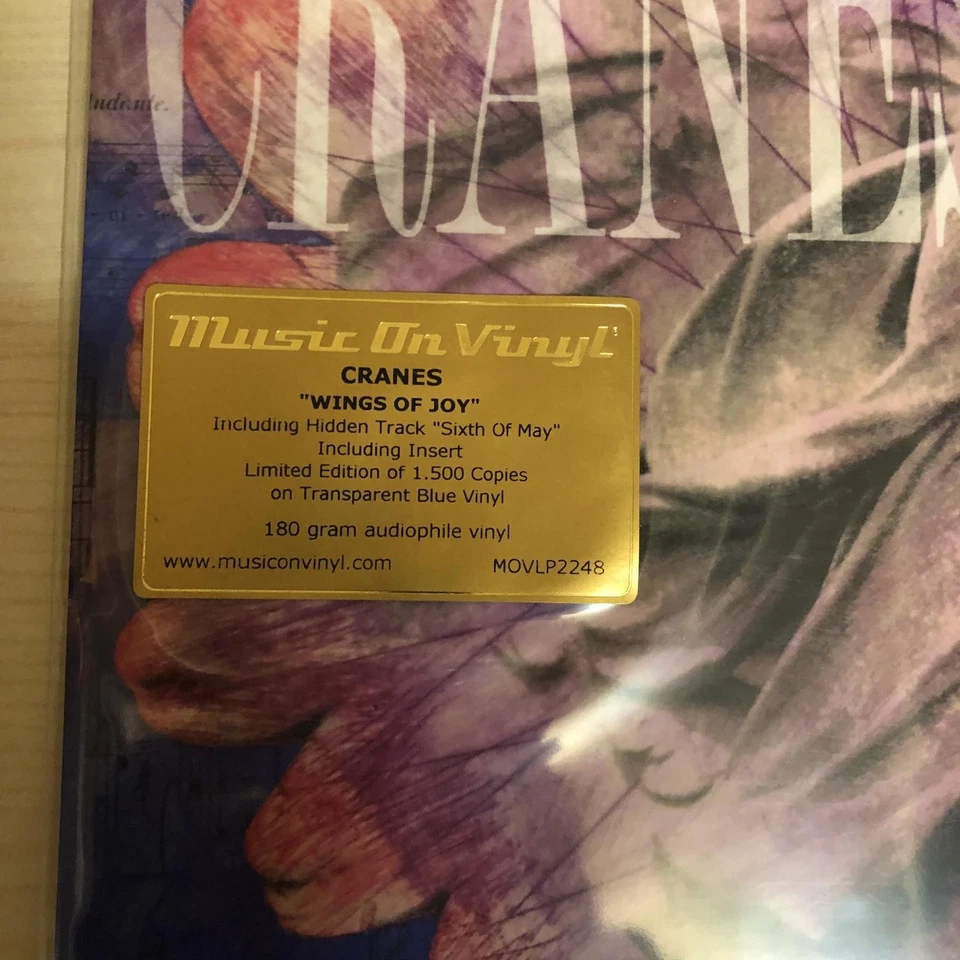 CRANES
Andante.
Music On Vinyl
CRANES
"WINGS OF JOY"
Including Hidden Track "Sixth Of May"
Including Insert
Limited Edition of 1.500 Copies
on Transparent Blue Vinyl
180 gram audiophile vinyl
www.musiconvinyl.com MOVLP2248